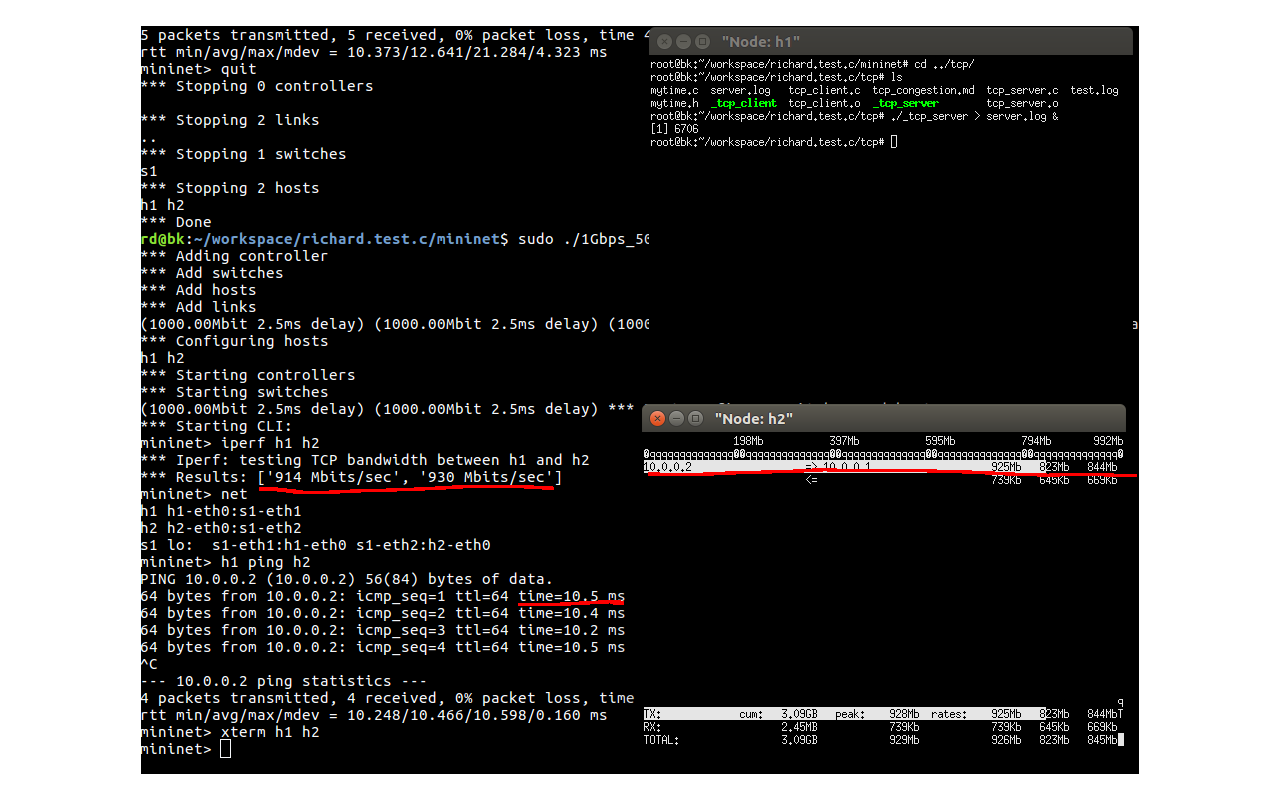 5 packets transmitted, 5 received, 0% packet loss, time 4
rtt min/avg/max/mdev = 10.373/12.641/21.284/4.323 ms
mininet> quit
*** Stopping 0 controllers
*** Stopping 2 links
..
*** Stopping 1 switches
s1
*** Stopping 2 hosts
h1 h2
*** Done
rd@bk:~/workspace/richard.test.c/mininet$ sudo ./1Gbps_50
*** Adding controller
*** Add switches
*** Add hosts
*** Add links
(1000.00Mbit 2.5ms delay) (1000.00Mbit 2.5ms delay) (1000
*** Configuring hosts
h1 h2
*** Starting controllers
*** Starting switches
(1000.00Mbit 2.5ms delay) (1000.00Mbit 2.5ms delay) ***
*** Starting CLI:
mininet> iperf h1 h2
*** Iperf: testing TCP bandwidth between h1 and h2
*** Results: ['914 Mbits/sec', '930 Mbits/sec']
mininet> net
h1 h1-eth0:s1-eth1
h2 h2-eth0:s1-eth2
s1 lo:  s1-eth1:h1-eth0 s1-eth2:h2-eth0
mininet> h1 ping h2
PING 10.0.0.2 (10.0.0.2) 56(84) bytes of data.
64 bytes from 10.0.0.2: icmp_seq=1 ttl=64 time=10.5 ms
64 bytes from 10.0.0.2: icmp_seq=2 ttl=64 time=10.4 ms
64 bytes from 10.0.0.2: icmp_seq=3 ttl=64 time=10.2 ms
64 bytes from 10.0.0.2: icmp_seq=4 ttl=64 time=10.5 ms
^C
--- 10.0.0.2 ping statistics ---
4 packets transmitted, 4 received, 0% packet loss, time
rtt min/avg/max/mdev = 10.248/10.466/10.598/0.160 ms
mininet> xterm h1 h2
mininet>
"Node: h1"
root@bk:~/workspace/richard.test.c/mininet# cd ../tcp/
root@bk:~/workspace/richard.test.c/tcp# ls
mytime.c  server.log  tcp_client.c  tcp_congestion.md  tcp_server.c  test.log
mytime.h  _tcp_client  tcp_client.o  _tcp_server  tcp_server.o
root@bk:~/workspace/richard.test.c/tcp# ./_tcp_server > server.log &
[1] 6706
root@bk:~/workspace/richard.test.c/tcp#
a
"Node: h2"
198Mb 397Mb 595Mb 794Mb 992Mb
10.0.0.2 => 10.0.0.1 925Mb 823Mb 844Mb
<= 739Kb 645Kb 669Kb
q
TX: cum: 3.09GB peak: 928Mb rates: 925Mb 823Mb 844MbT
RX: 2.45MB 739Kb 739Kb 645Kb 669Kb
TOTAL: 3.09GB 929Mb 926Mb 823Mb 845Mb